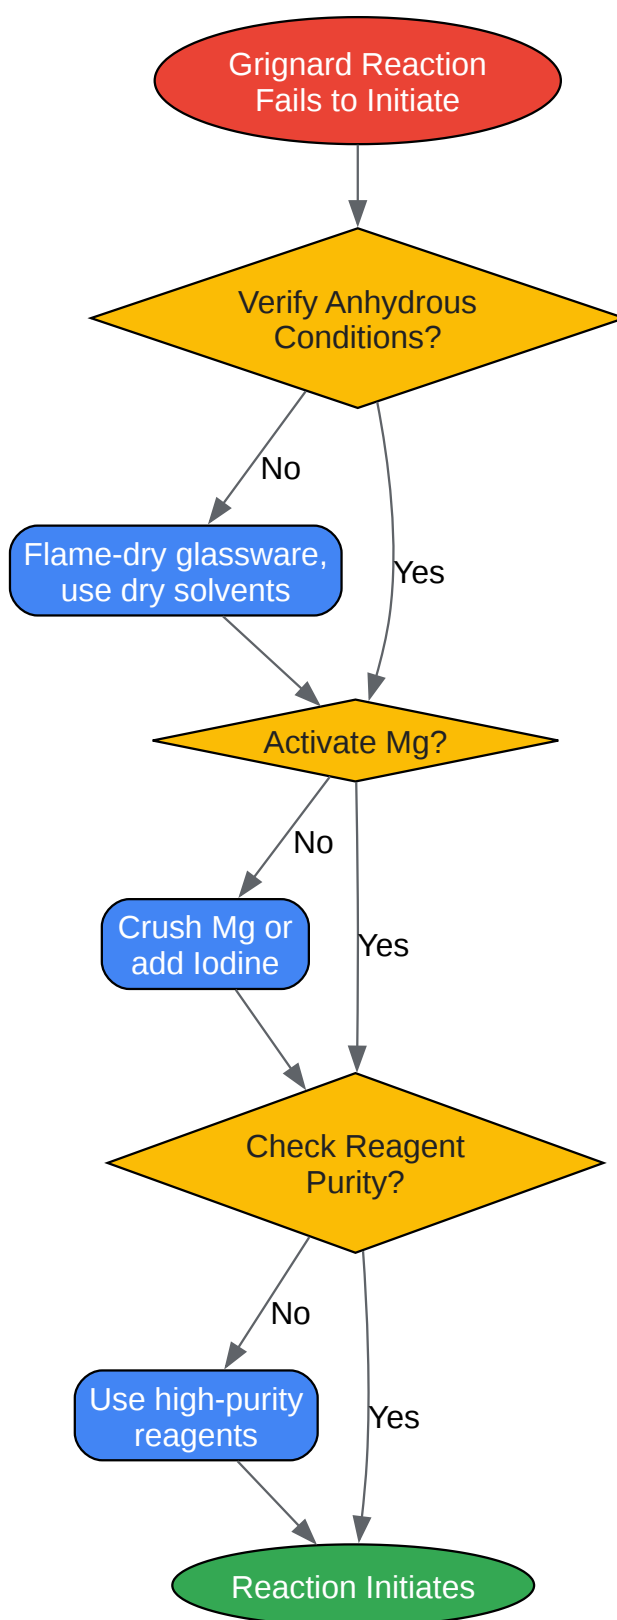 Grignard Reaction
Fails to Initiate
Verify Anhydrous
Conditions?
No
Flame-dry glassware,
use dry solvents
Yes
Activate Mg?
No
Crush Mg or
add Iodine
Yes
Check Reagent
Purity?
No
Use high-purity
reagents
Yes
Reaction Initiates